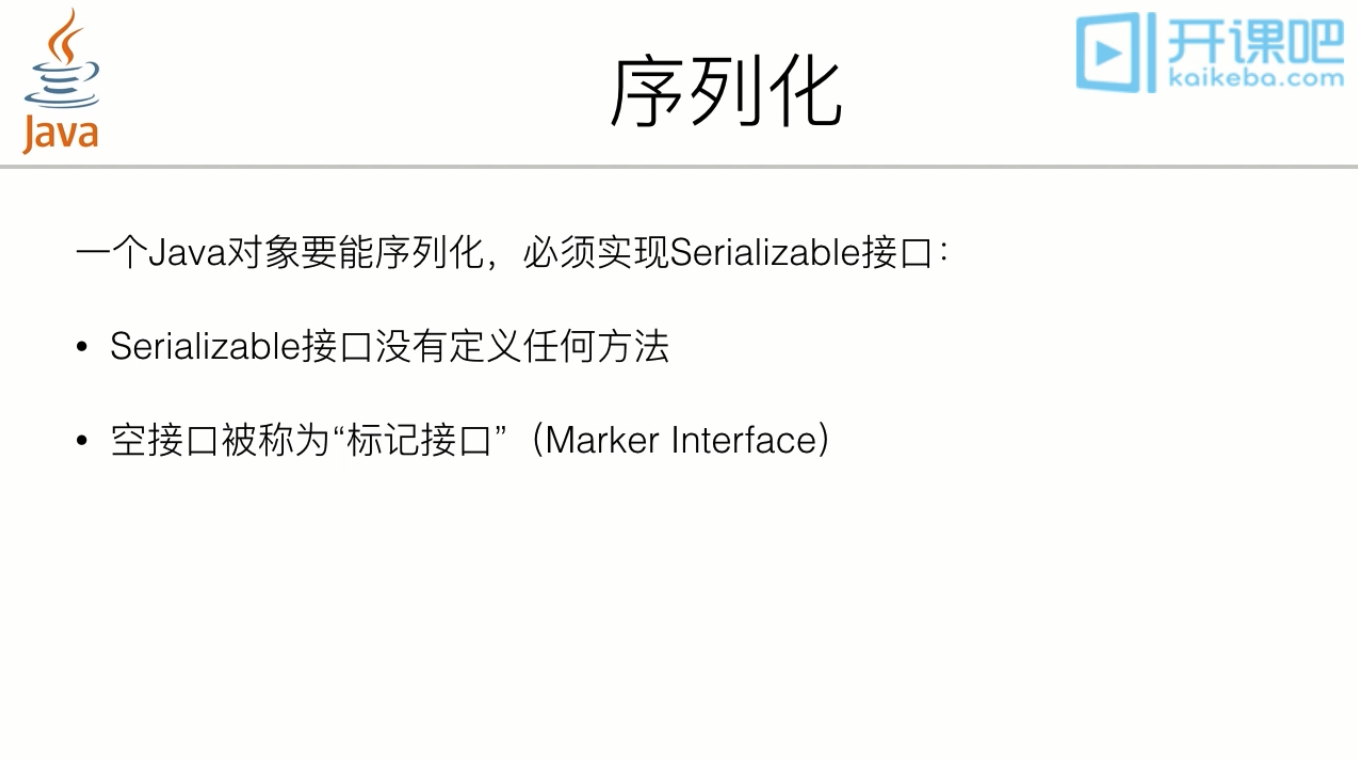 Java
序列化
开课吧
kaikeba.com
一个Java对象要能序列化，必须实现Serializable接口：
• Serializable接口没有定义任何方法
• 空接口被称为“标记接口”（Marker Interface）